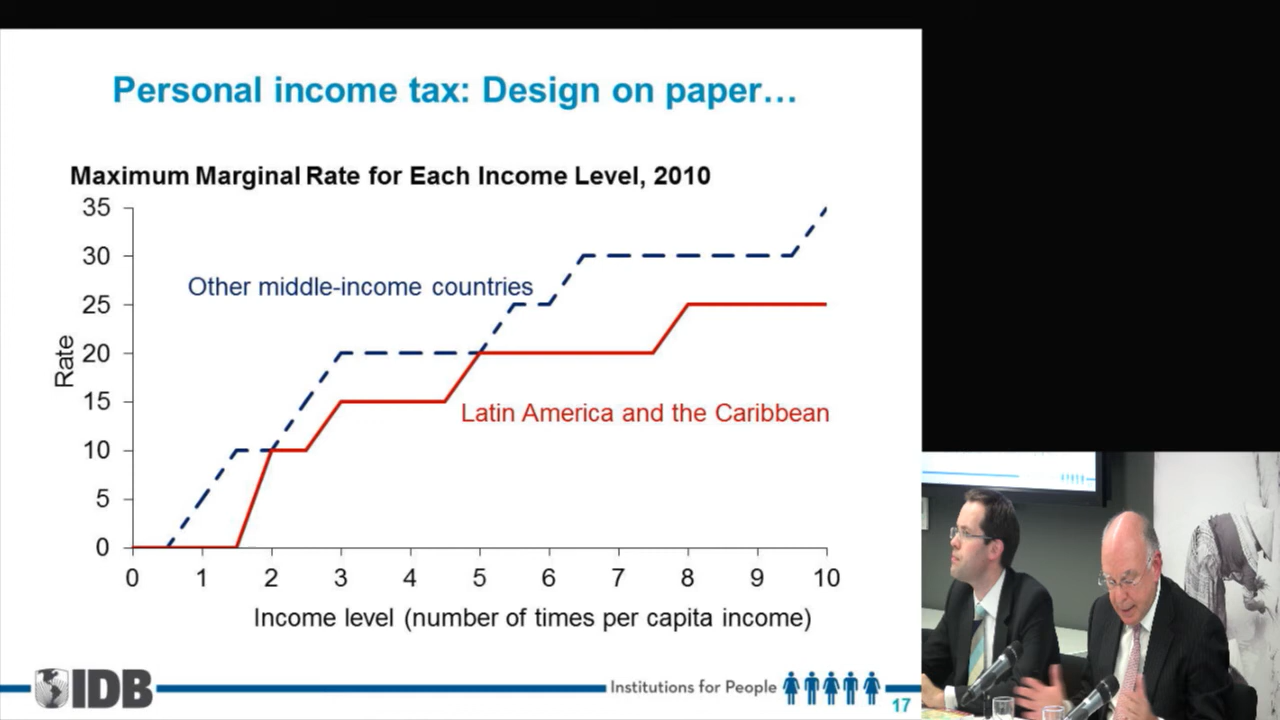 Personal income tax: Design on paper…
Maximum Marginal Rate for Each Income Level, 2010
35
30
25
20
15
10
5
0
Rate
Other middle-income countries
Latin America and the Caribbean
0 1 2 3 4 5 6 7 8 9 10
Income level (number of times per capita income)
IDB
Institutions for People
17